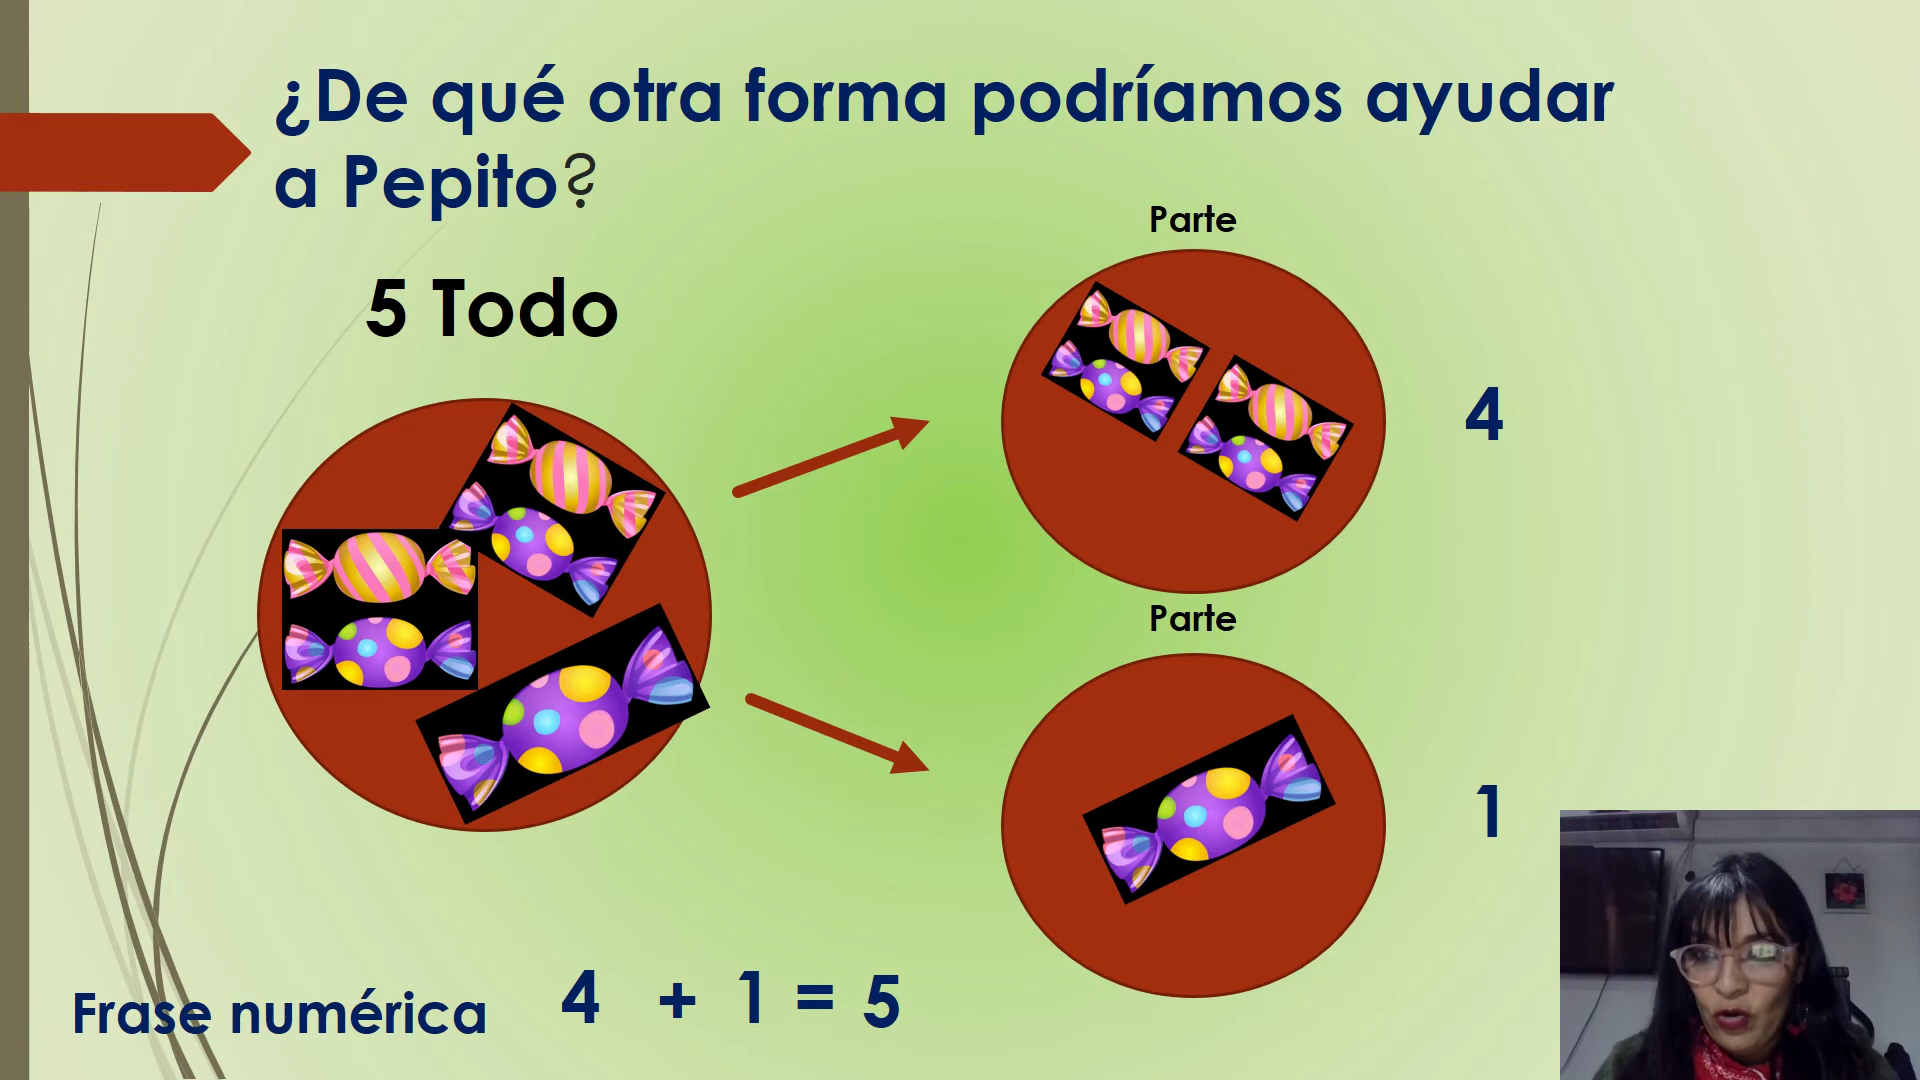 ¿De qué otra forma podríamos ayudar
a Pepito?
5 Todo
Parte
4
Parte
1
Frase numérica 4 + 1 = 5